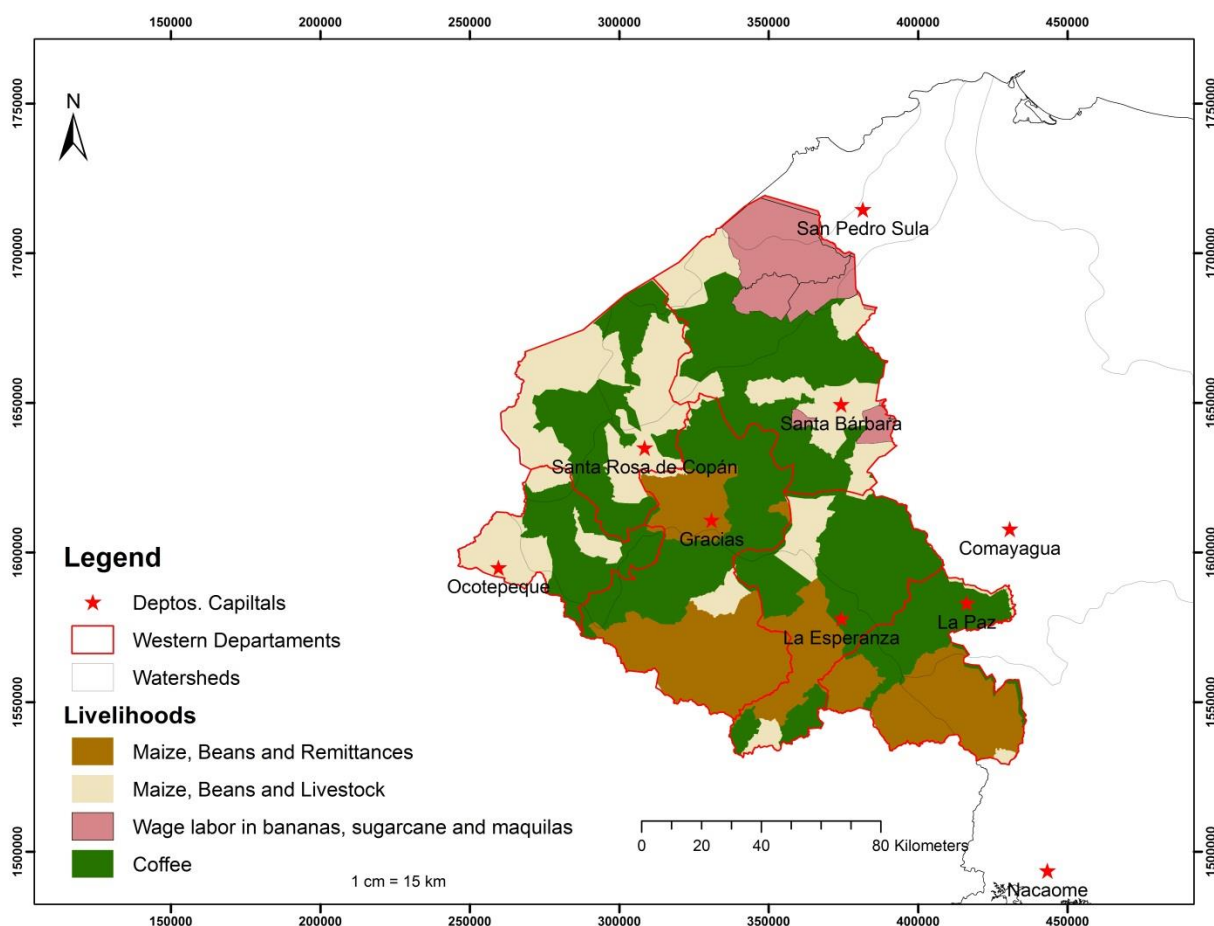 150000 200000 250000 300000 350000 400000 450000
1750000 1750000
N
San Pedro Sula
1700000 1700000
1650000 1650000
Santa Bárbara
Santa Rosa de Copán
Gracias
Comayagua
1600000 1600000
Ocotepeque
La Paz
La Esperanza
1550000 1550000
Legend
Deptos. Capiltals
Western Departaments
Watersheds
Livelihoods
Maize, Beans and Remittances
Maize, Beans and Livestock
Wage labor in bananas, sugarcane and maquilas
Coffee
0 20 40 80 Kilometers
1 cm = 15 km
1500000 1500000
Nacaome
150000 200000 250000 300000 350000 400000 450000